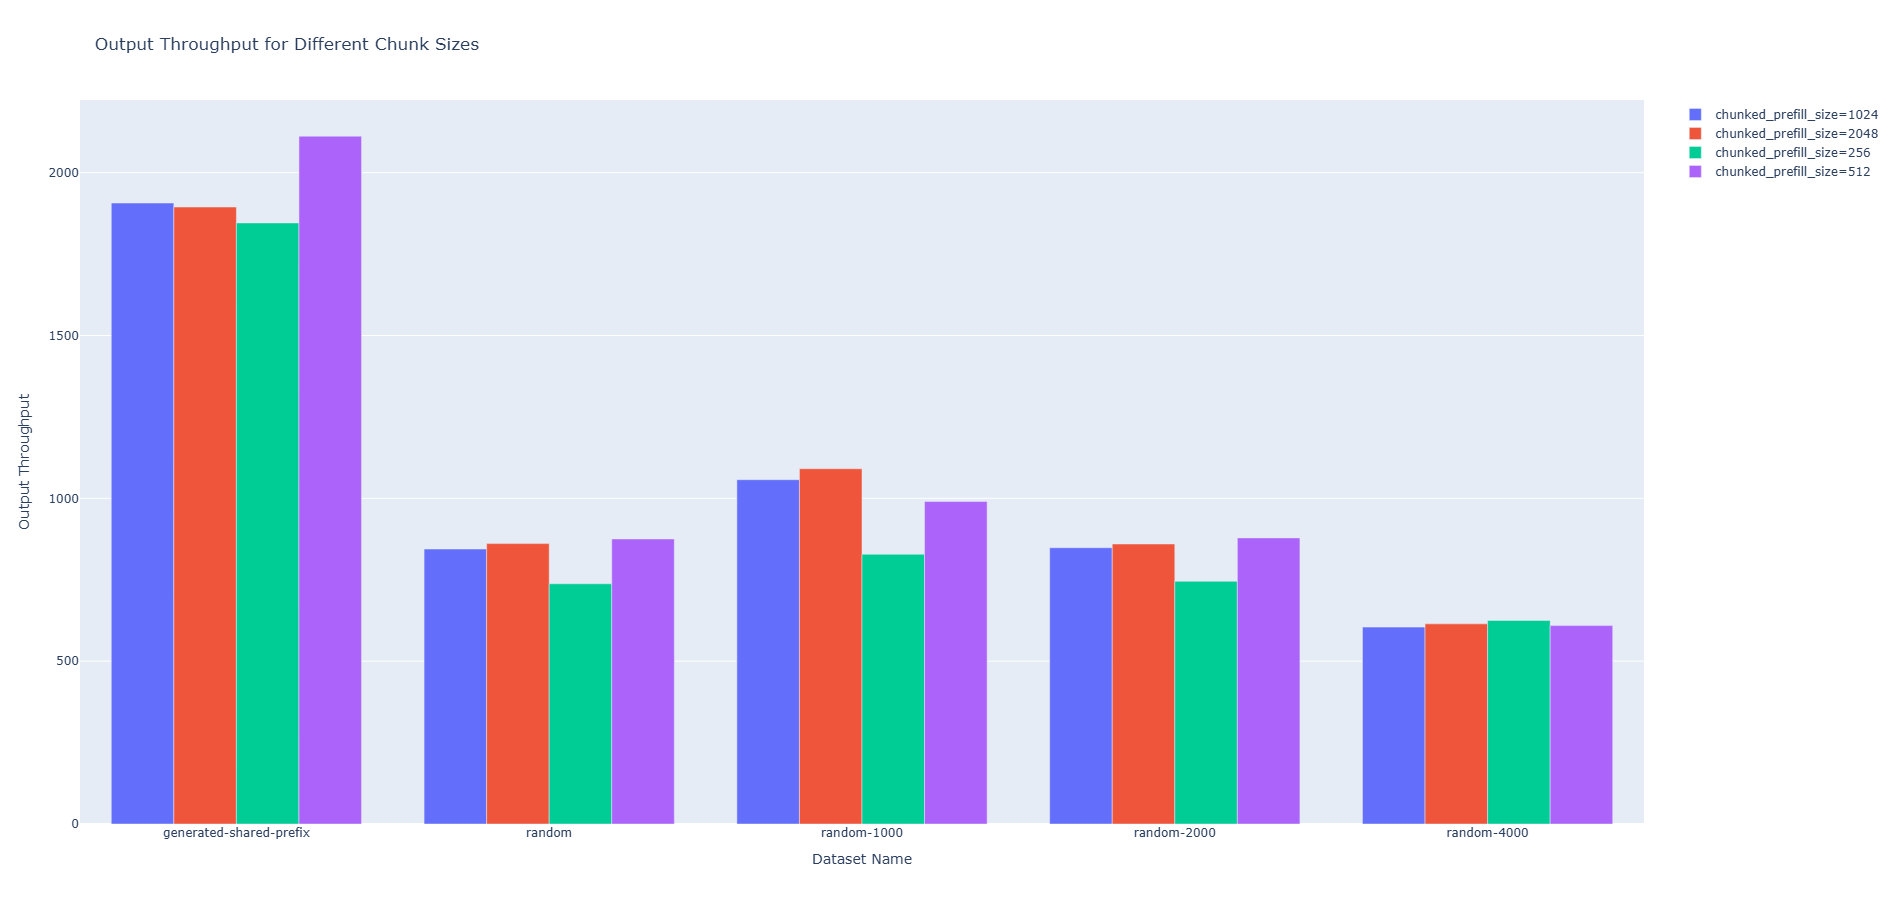 Output Throughput for Different Chunk Sizes
chunked_prefill_size=1024
chunked_prefill_size=2048
chunked_prefill_size=256
chunked_prefill_size=512
Output Throughput
2000
1500
1000
500
0
generated-shared-prefix
random
random-1000
random-2000
random-4000
Dataset Name